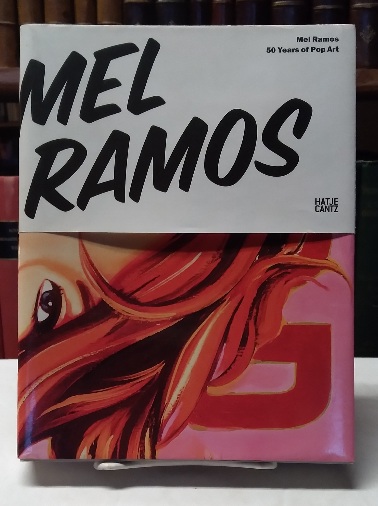 MEL
RAMOS
Mel Ramos
50 Years of Pop Art
HATJE
CANTZ